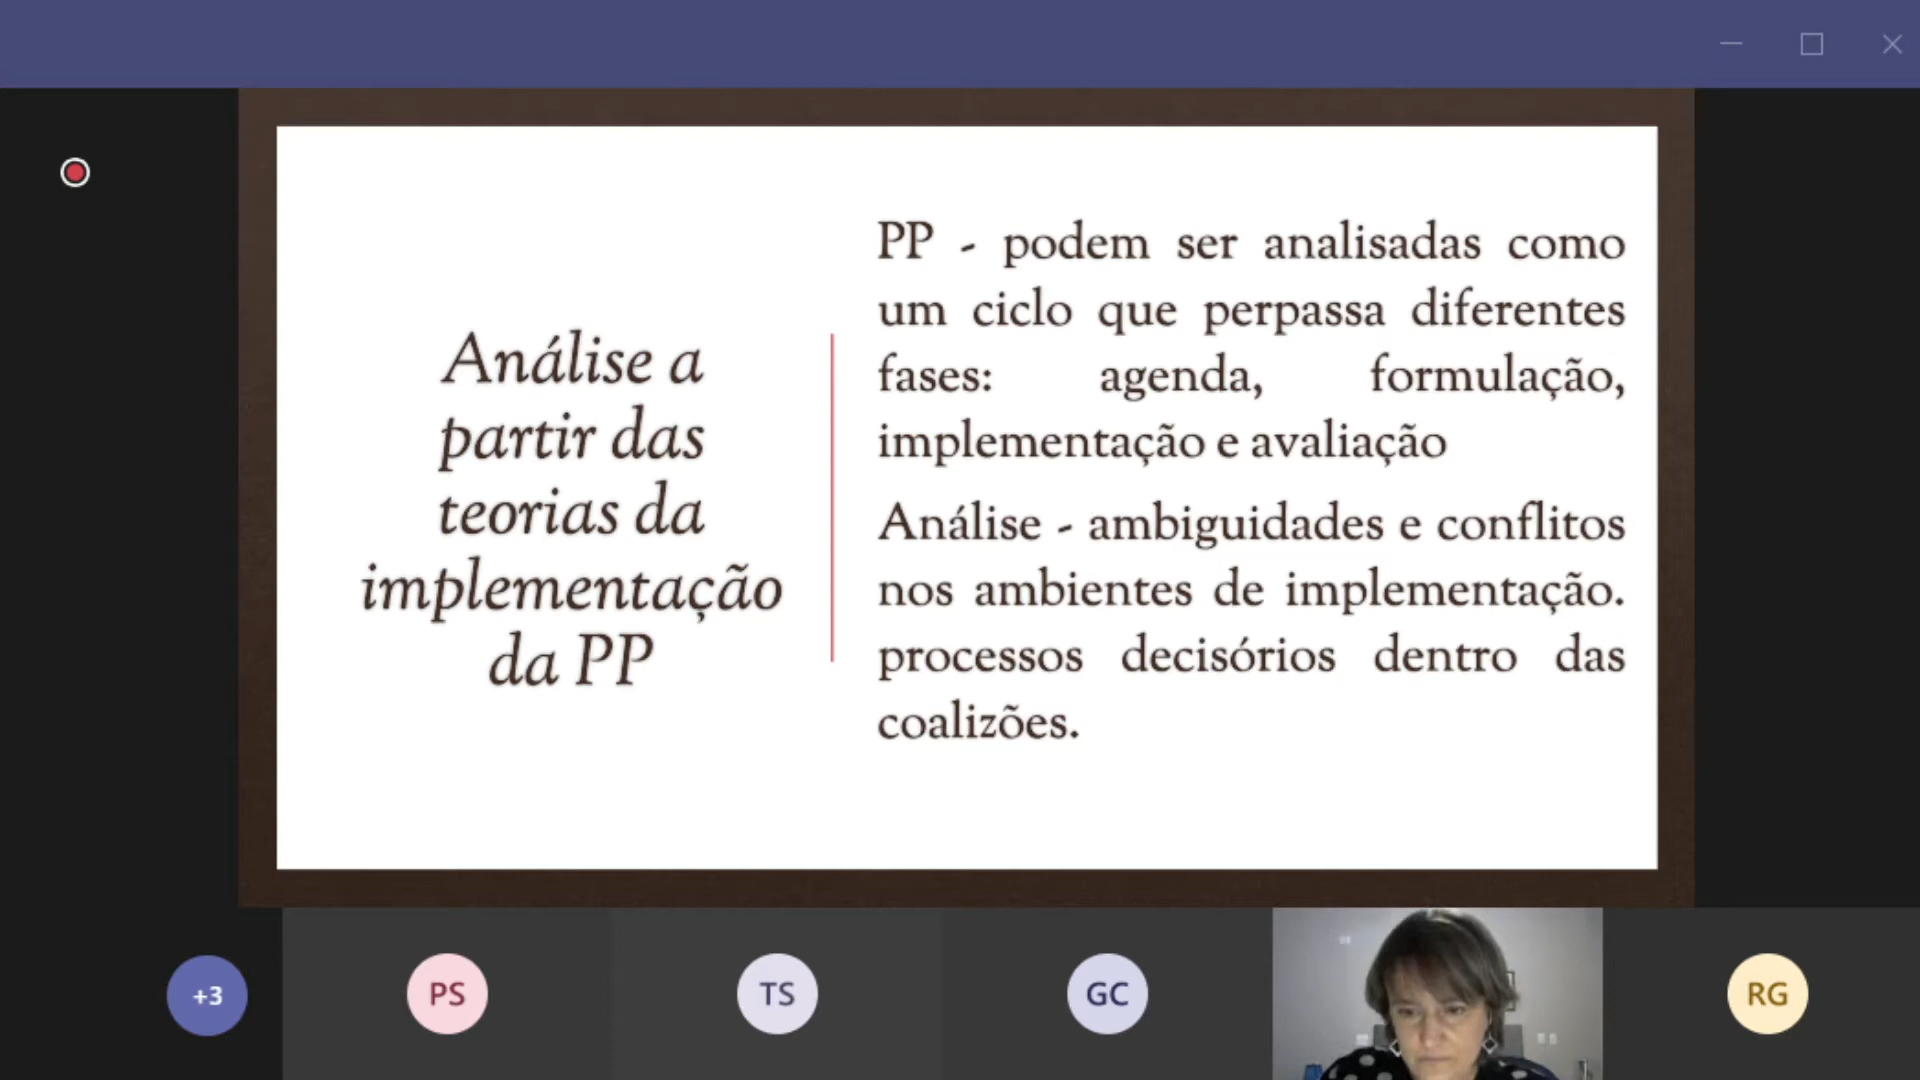 Análise a
partir das
teorias da
implementação
da PP
PP - podem ser analisadas como
um ciclo que perpassa diferentes
fases: agenda, formulação,
implementação e avaliação
Análise - ambiguidades e conflitos
nos ambientes de implementação.
processos decisórios dentro das
coalizões.
+3
PS
TS
GC
RG